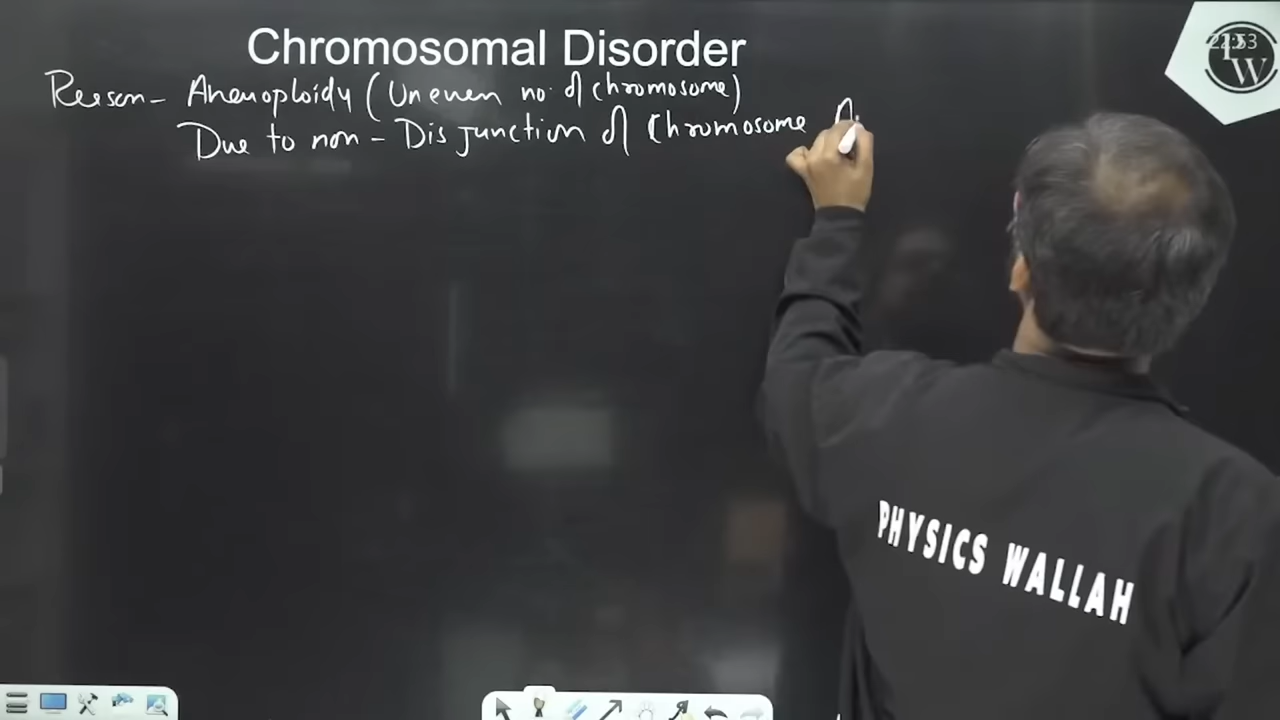 Chromosomal Disorder
Reason - Aneuploidy (Uneven no. of chromosome)
Due to non - Disjunction of Chromosome
PHYSICS WALLAH
W